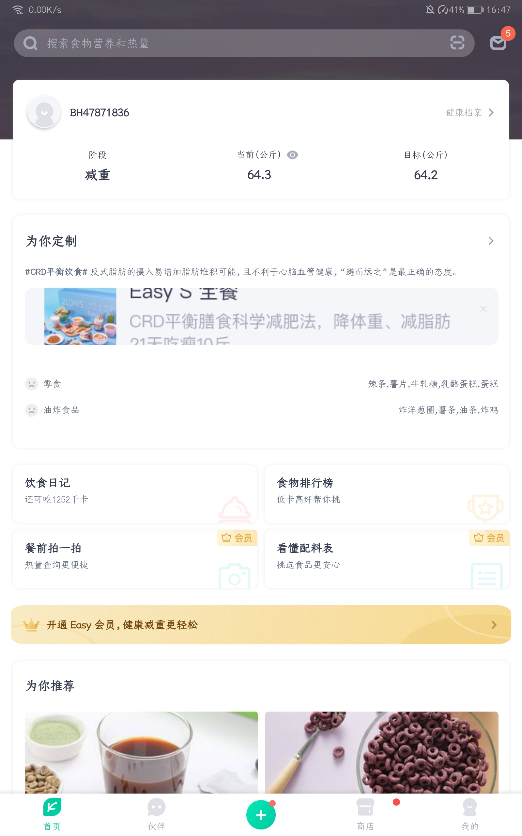 0.00K/s
41% 16:47
搜索食物营养和热量
5
BH47871836
健康档案
阶段
当前(公斤)
目标(公斤)
减重
64.3
64.2
为你定制
#CRD平衡饮食# 反式脂肪的摄入易增加脂肪堆积可能, 且不利于心脑血管健康, “避而远之”是最正确的态度。
Easy S 全餐
CRD平衡膳食科学减肥法，降体重、减脂肪
21天吃瘦10斤
零食
辣条,薯片,牛轧糖,乳酪蛋糕,蛋糕
油炸食品
炸洋葱圈,薯条,油条,炸鸡
饮食日记
还可吃1252千卡
食物排行榜
低卡高纤帮你挑
会员
餐前拍一拍
热量查询更便捷
会员
看懂配料表
挑选食品更安心
开通 Easy 会员, 健康减重更轻松
为你推荐
首页
伙伴
商店
我的